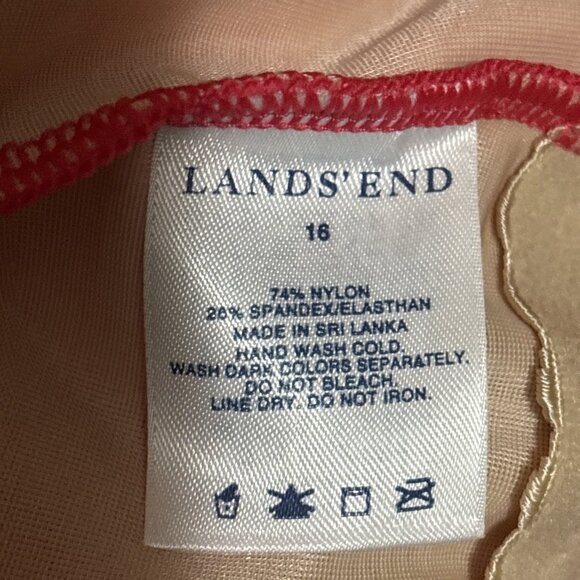 LANDS' END
16
74% NYLON
26% SPANDEX/ELASTHAN
MADE IN SRI LANKA
HAND WASH COLD.
WASH DARK COLORS SEPARATELY.
DO NOT BLEACH.
LINE DRY. DO NOT IRON.